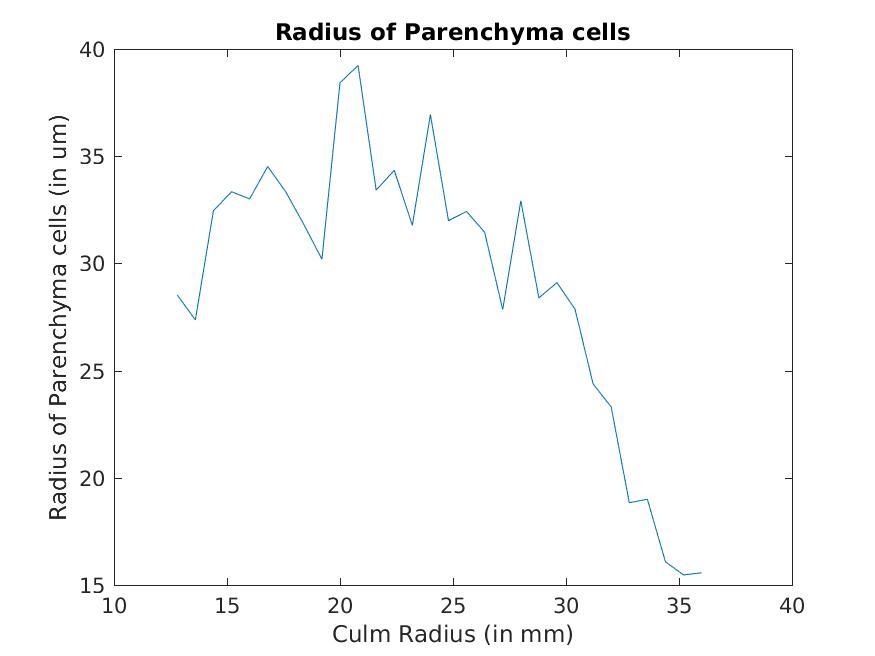 Radius of Parenchyma cells
Radius of Parenchyma cells (in um)
40
35
30
25
20
15
10 15 20 25 30 35 40
Culm Radius (in mm)